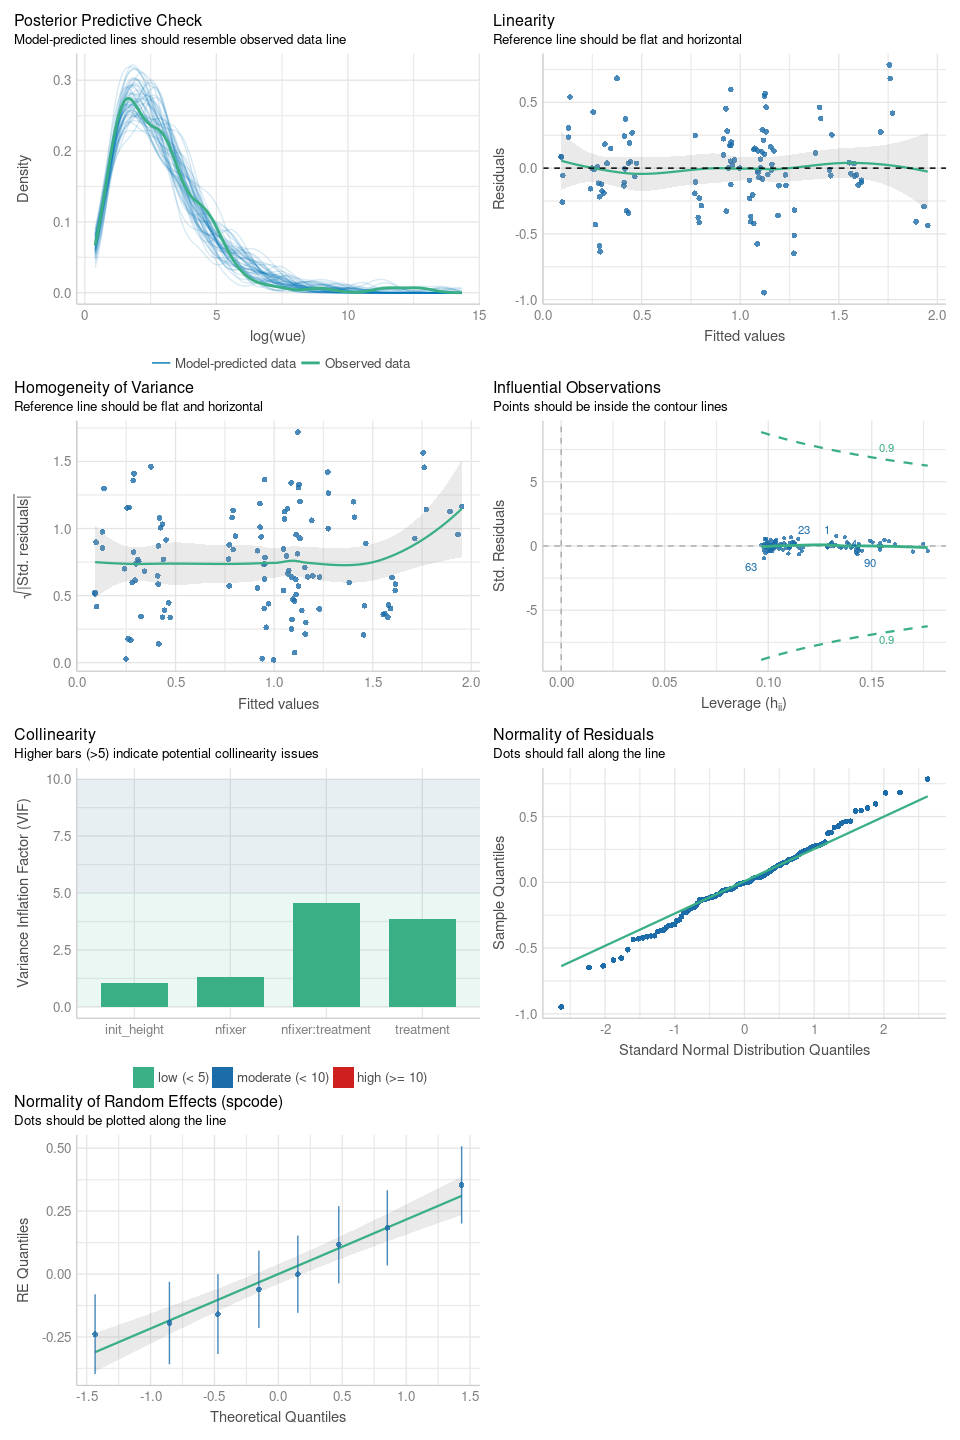 Posterior Predictive Check
Model-predicted lines should resemble observed data line
Density
0.3
0.2
0.1
0.0
0
5
10
15
log(wue)
Model-predicted data
Observed data
Linearity
Reference line should be flat and horizontal
Residuals
0.5
0.0
-0.5
-1.0
0.0
0.5
1.0
1.5
2.0
Fitted values
Homogeneity of Variance
Reference line should be flat and horizontal
√|Std. residuals|
1.5
1.0
0.5
0.0
0.0
0.5
1.0
1.5
2.0
Fitted values
Influential Observations
Points should be inside the contour lines
Std. Residuals
5
0
-5
0.9
23
1
63
90
0.9
0.00
0.05
0.10
0.15
Leverage (hii)
Collinearity
Higher bars (>5) indicate potential collinearity issues
Variance Inflation Factor (VIF)
10.0
7.5
5.0
2.5
0.0
init_height
nfixer
nfixer:treatment
treatment
low (< 5)
moderate (< 10)
high (>= 10)
Normality of Residuals
Dots should fall along the line
Sample Quantiles
0.5
0.0
-0.5
-1.0
-2
-1
0
1
2
Standard Normal Distribution Quantiles
Normality of Random Effects (spcode)
Dots should be plotted along the line
RE Quantiles
0.50
0.25
0.00
-0.25
-1.5
-1.0
-0.5
0.0
0.5
1.0
1.5
Theoretical Quantiles